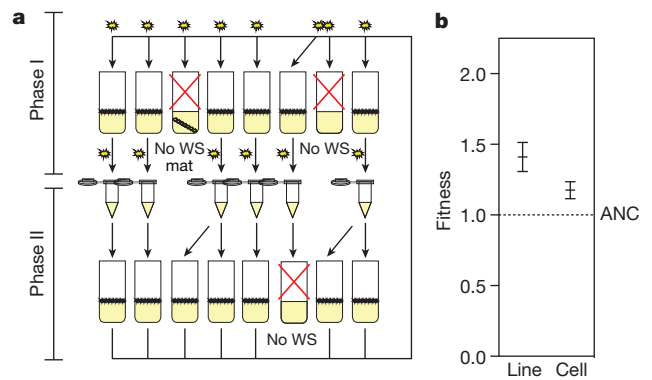 a
Phase I
No WS
mat
No WS
Phase II
No WS
b
Fitness
2.0
1.5
1.0
0.5
0.0
ANC
Line
Cell